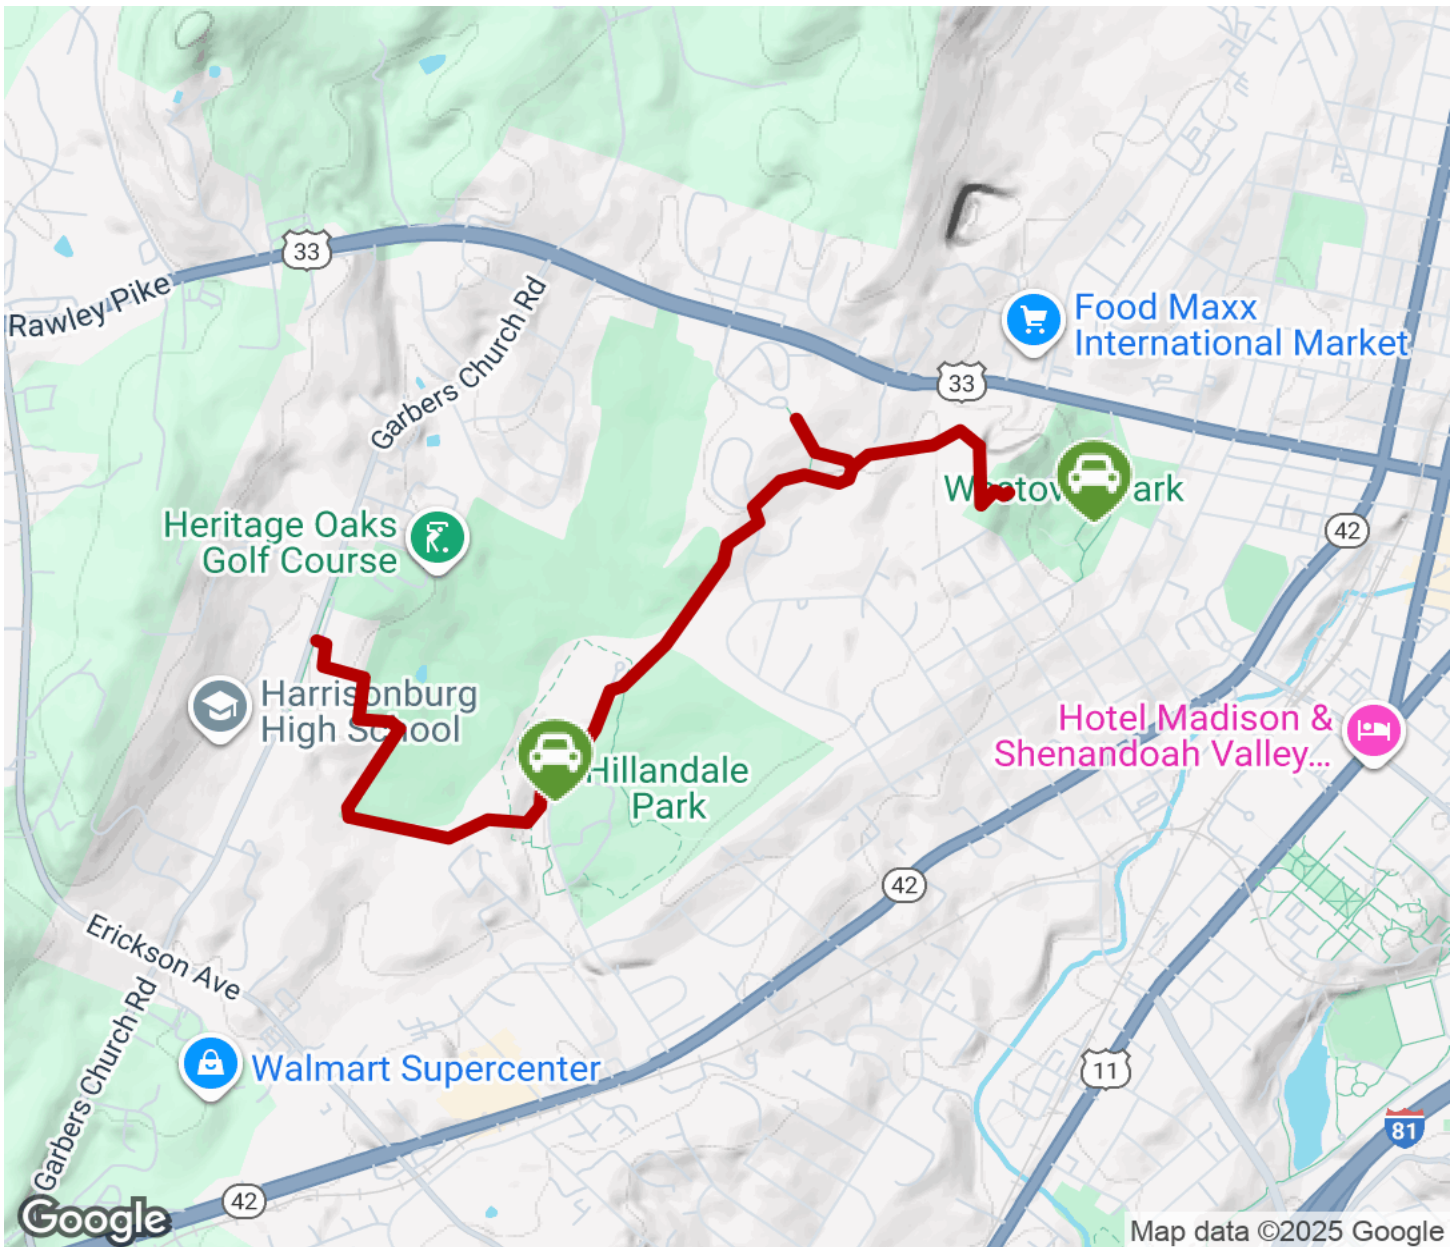 33
Rawley Pike
Garbers Church Rd
Food Maxx
International Market
33
Westover Park
42
Heritage Oaks
Golf Course
Harrisonburg
High School
Hotel Madison &
Shenandoah Valley...
Hillandale
Park
42
Erickson Ave
Garbers Church Rd
Walmart Supercenter
11
81
42
Google
Map data ©2025 Google